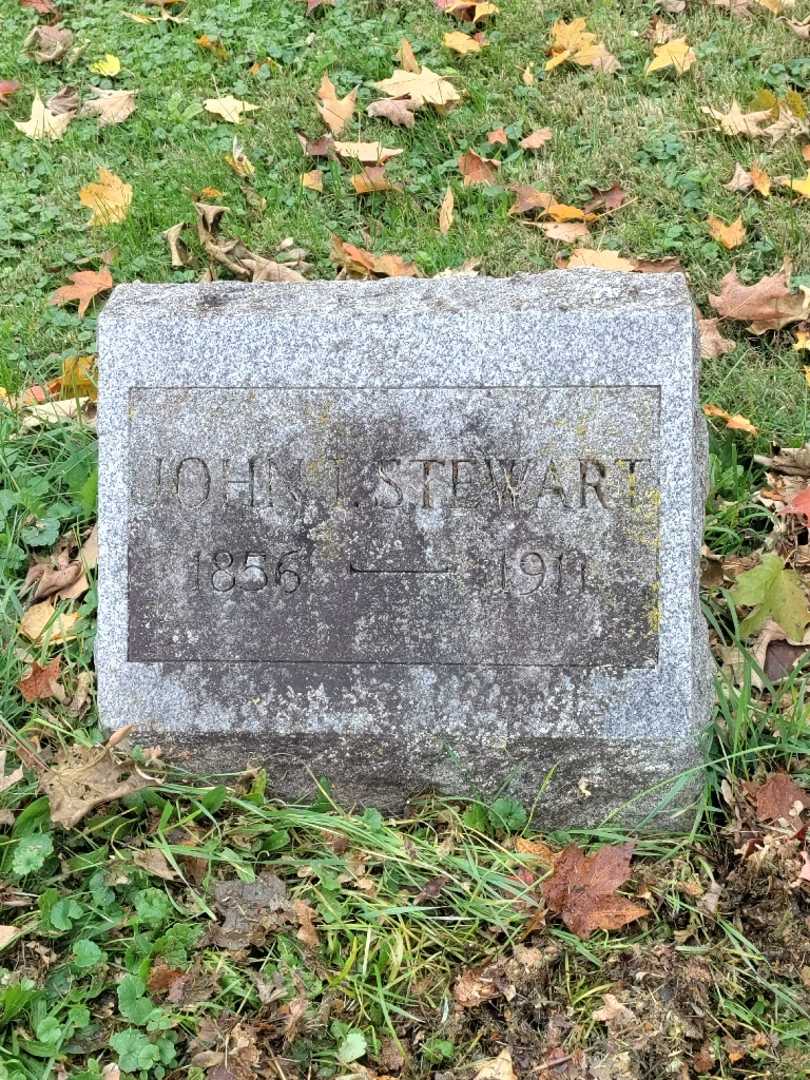 JOHN T. STEWART
1856 — 1911